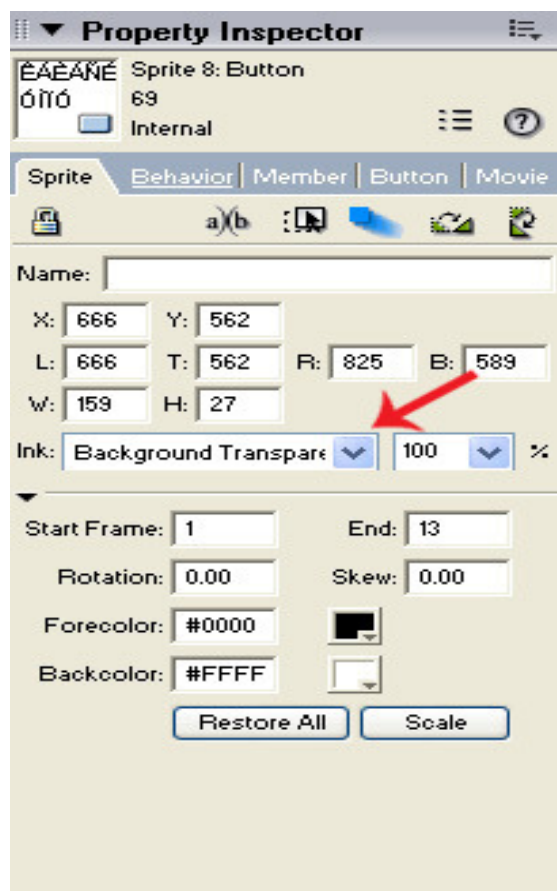 Property Inspector
ÊÁÈÁÑÉ Sprite 8: Button
ÓÌÏÓ 69
Internal
Sprite Behavior Member Button Movie
a)(b
Name:
X: 666 Y: 562
L: 666 T: 562 R: 825 B: 589
W: 159 H: 27
Ink: Background Transpare 100 %
Start Frame: 1 End: 13
Rotation: 0.00 Skew: 0.00
Forecolor: #0000
Backcolor: #FFFF
Restore All Scale